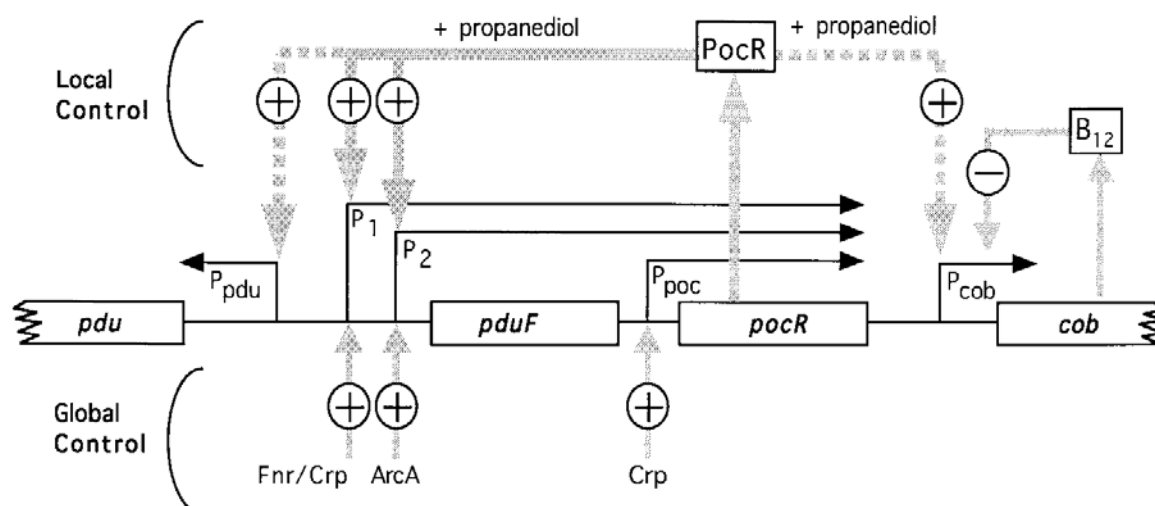 + propanediol
PocR
+ propanediol
Local
Control
+
+
+
+
B12
−
P1
P2
Ppdu
Ppoc
Pcob
pdu
pduF
pocR
cob
+
+
+
Global
Control
Fnr/Crp
ArcA
Crp